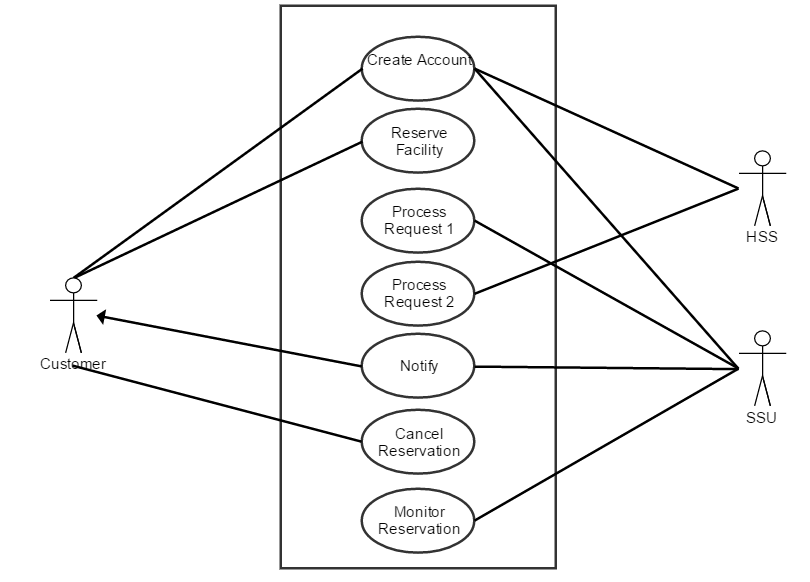 Create Account
Reserve
Facility
Process
Request 1
Process
Request 2
Notify
Cancel
Reservation
Monitor
Reservation
Customer
HSS
SSU